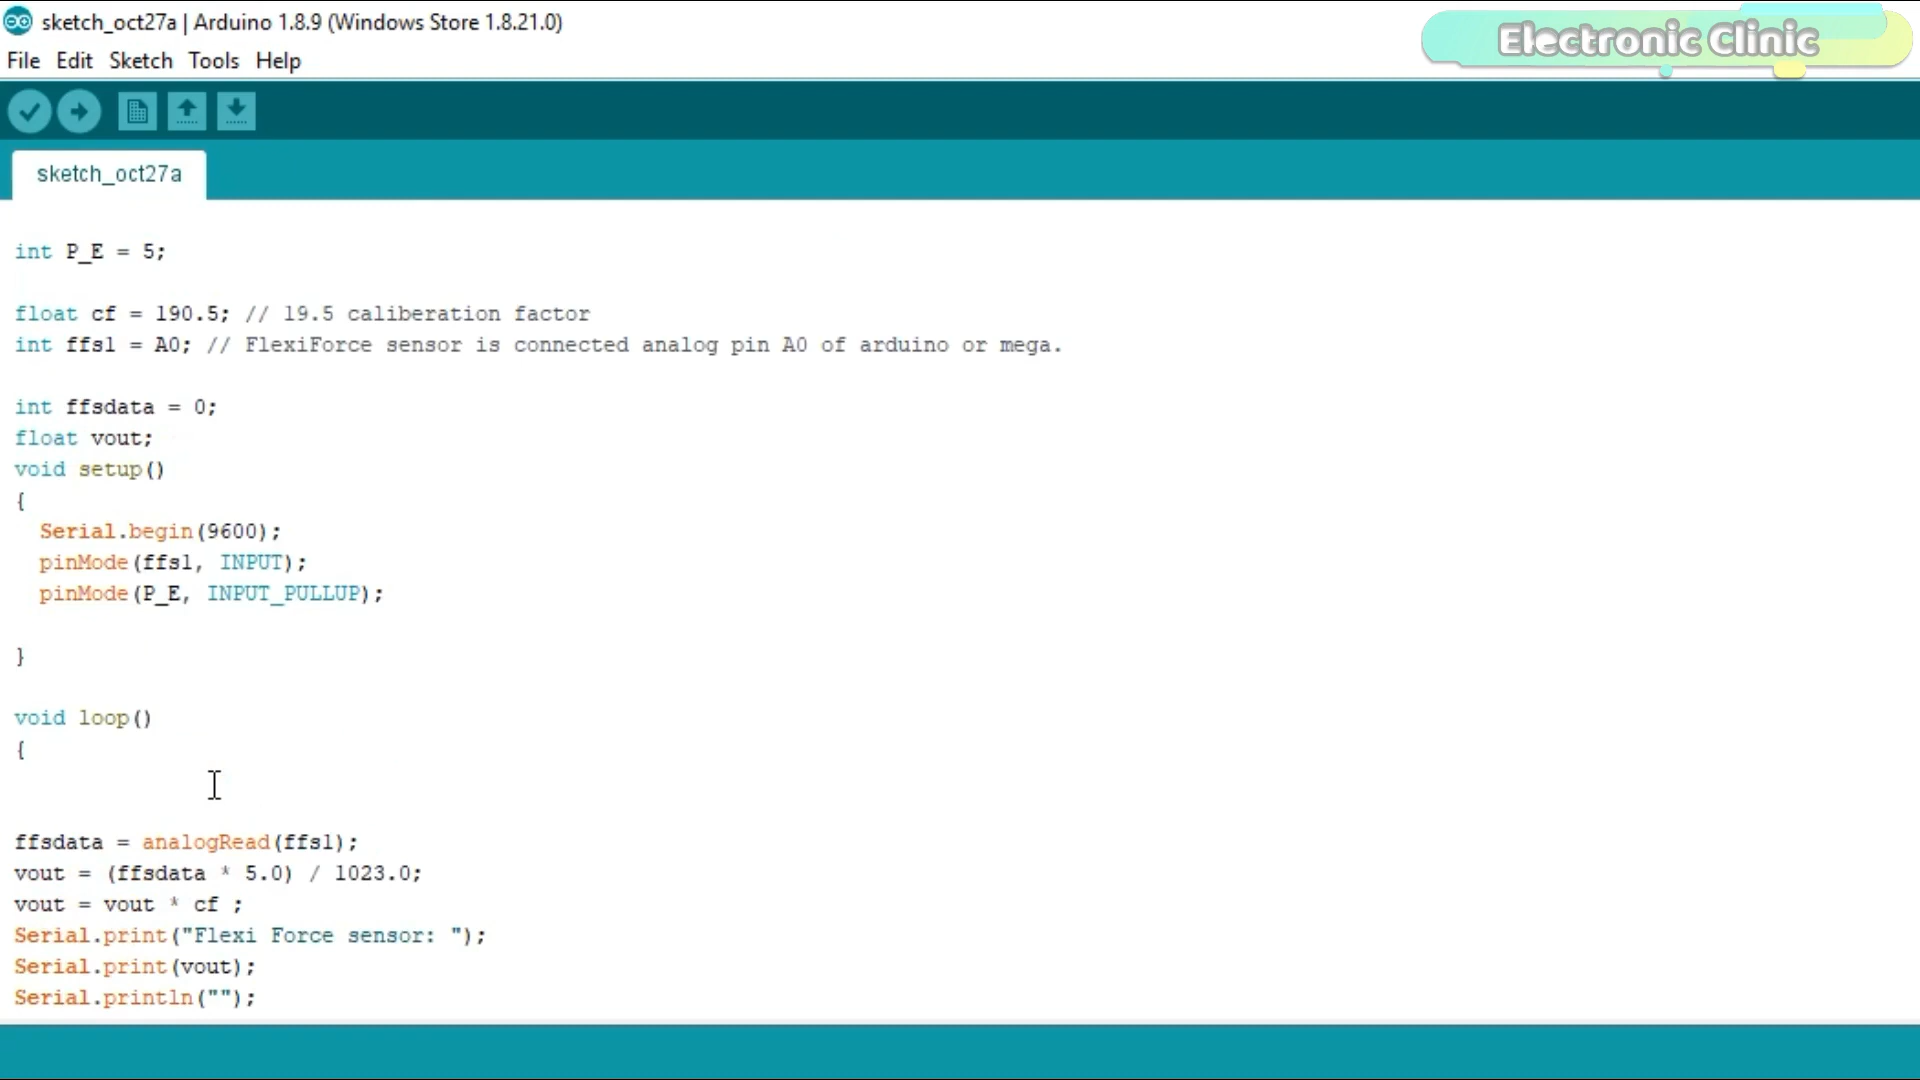 sketch_oct27a | Arduino 1.8.9 (Windows Store 1.8.21.0)
Electronic Clinic
File Edit Sketch Tools Help
sketch_oct27a
int P_E = 5;
float cf = 190.5; // 19.5 caliberation factor
int ffs1 = A0; // FlexiForce sensor is connected analog pin A0 of arduino or mega.
int ffsdata = 0;
float vout;
void setup()
{
Serial.begin(9600);
pinMode(ffs1, INPUT);
pinMode(P_E, INPUT_PULLUP);
}
void loop()
{
ffsdata = analogRead(ffs1);
vout = (ffsdata * 5.0) / 1023.0;
vout = vout * cf ;
Serial.print("Flexi Force sensor: ");
Serial.print(vout);
Serial.println("");